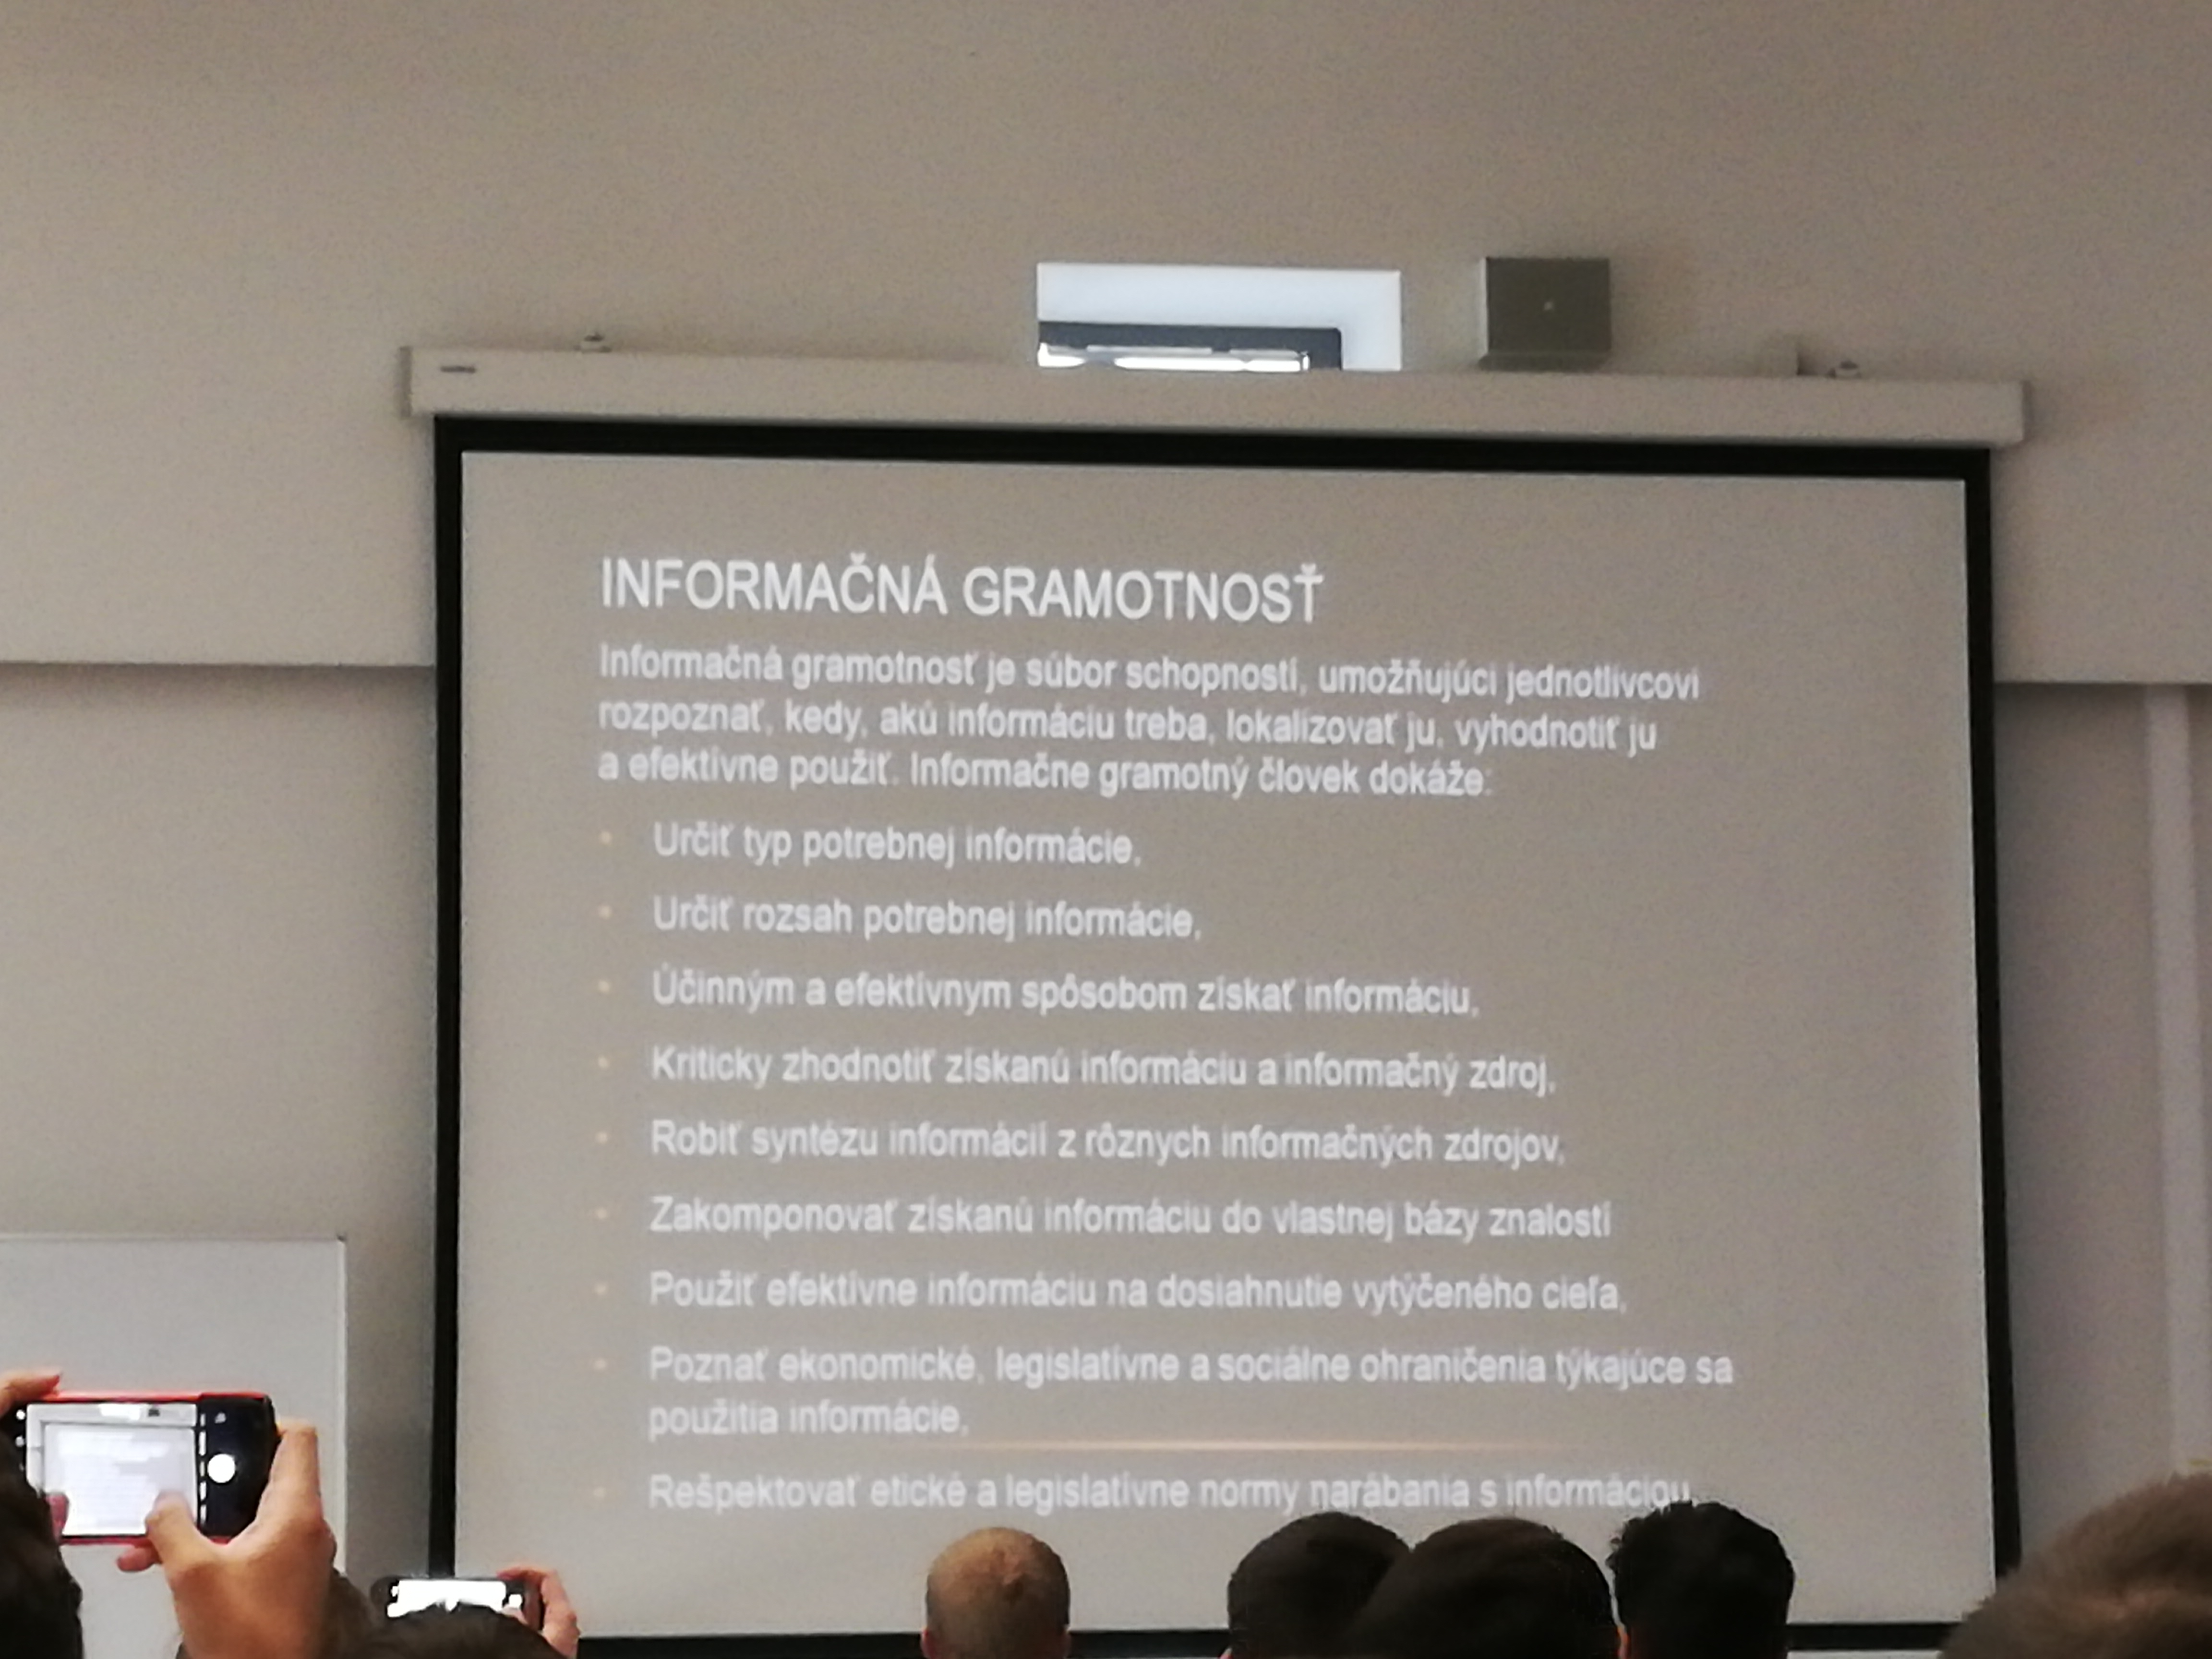 INFORMAČNÁ GRAMOTNOSŤ
Informačná gramotnosť je súbor schopností, umožňujúci jednotlivcovi
rozpoznať, kedy, akú informáciu treba, lokalizovať ju, vyhodnotiť ju
a efektívne použiť. Informačne gramotný človek dokáže:
• Určiť typ potrebnej informácie,
• Určiť rozsah potrebnej informácie,
• Účinným a efektívnym spôsobom získať informáciu,
• Kriticky zhodnotiť získanú informáciu a informačný zdroj,
• Robiť syntézu informácií z rôznych informačných zdrojov,
• Zakomponovať získanú informáciu do vlastnej bázy znalostí
• Použiť efektívne informáciu na dosiahnutie vytýčeného cieľa,
• Poznať ekonomické, legislatívne a sociálne ohraničenia týkajúce sa
použitia informácie,
• Rešpektovať etické a legislatívne normy narábania s informáciou